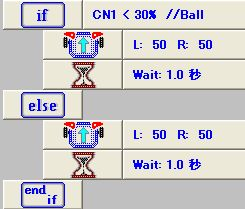 if CN1 < 30% //Ball
L: 50 R: 50
Wait: 1.0 秒
else
L: 50 R: 50
Wait: 1.0 秒
end if